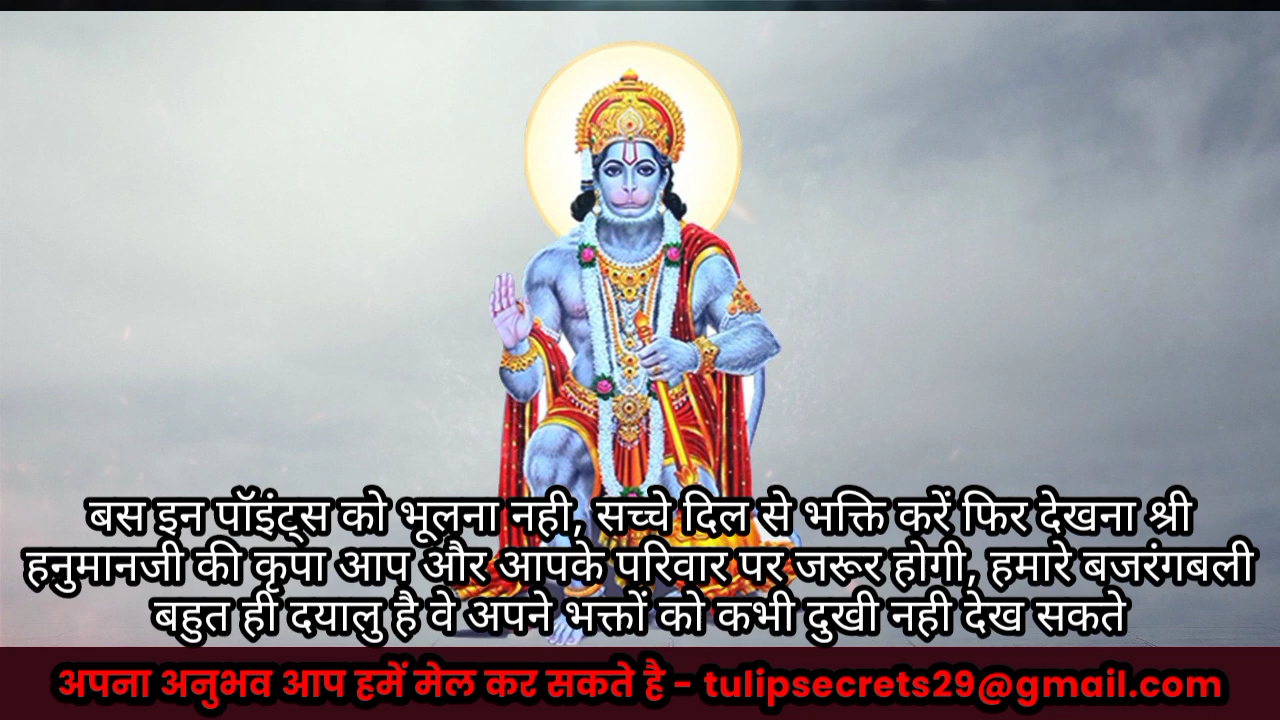 बस इन पॉइंट्स को भूलना नही, सच्चे दिल से भक्ति करें फिर देखना श्री
हनुमानजी की कृपा आप और आपके परिवार पर जरूर होगी, हमारे बजरंगबली
बहुत ही दयालु है वे अपने भक्तों को कभी दुखी नही देख सकते
अपना अनुभव आप हमें मेल कर सकते है - tulipsecrets29@gmail.com